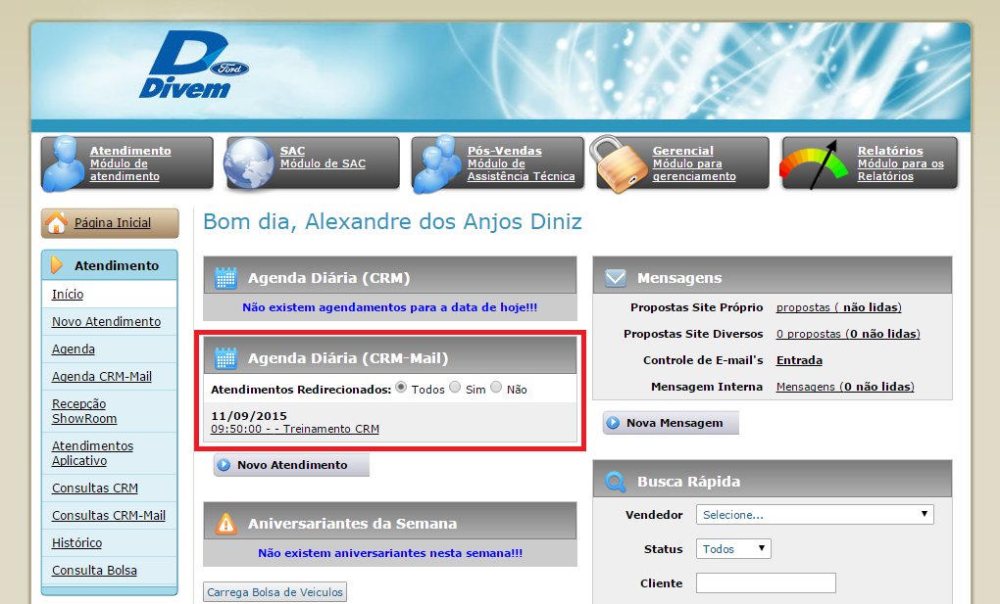 Ford
Divem
Atendimento
Módulo de
atendimento
SAC
Módulo de SAC
Pós-Vendas
Módulo de
Assistência Técnica
Gerencial
Módulo para
gerenciamento
Relatórios
Módulo para os
Relatórios
Página Inicial
Atendimento
Início
Novo Atendimento
Agenda
Agenda CRM-Mail
Recepção
ShowRoom
Atendimentos
Aplicativo
Consultas CRM
Consultas CRM-Mail
Histórico
Consulta Bolsa
Bom dia, Alexandre dos Anjos Diniz
Agenda Diária (CRM)
Não existem agendamentos para a data de hoje!!!
Agenda Diária (CRM-Mail)
Atendimentos Redirecionados: Todos Sim Não
11/09/2015
09:50:00 - - Treinamento CRM
Novo Atendimento
Aniversariantes da Semana
Não existem aniversariantes nesta semana!!!
Carrega Bolsa de Veiculos
Mensagens
Propostas Site Próprio propostas ( não lidas)
Propostas Site Diversos 0 propostas (0 não lidas)
Controle de E-mail's Entrada
Mensagem Interna Mensagens (0 não lidas)
Nova Mensagem
Busca Rápida
Vendedor Selecione...
Status Todos
Cliente